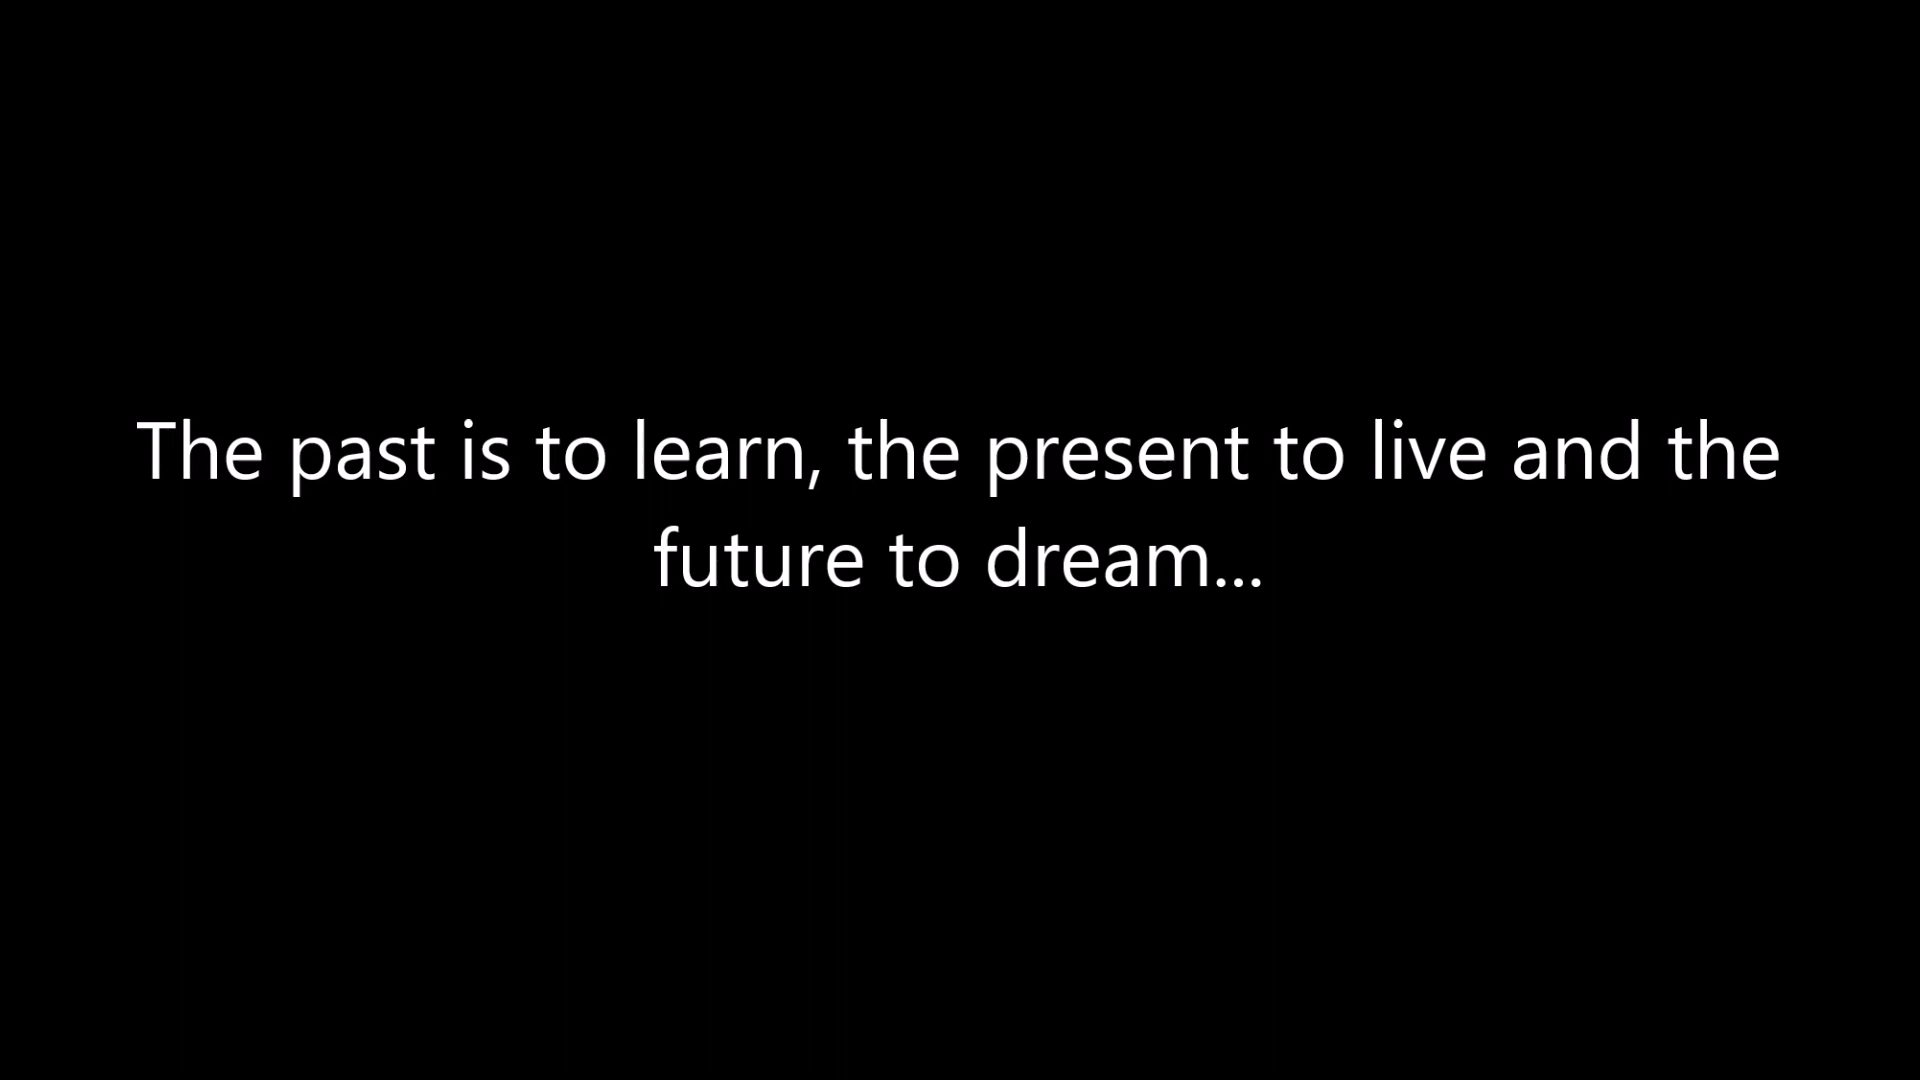 The past is to learn, the present to live and the
future to dream...